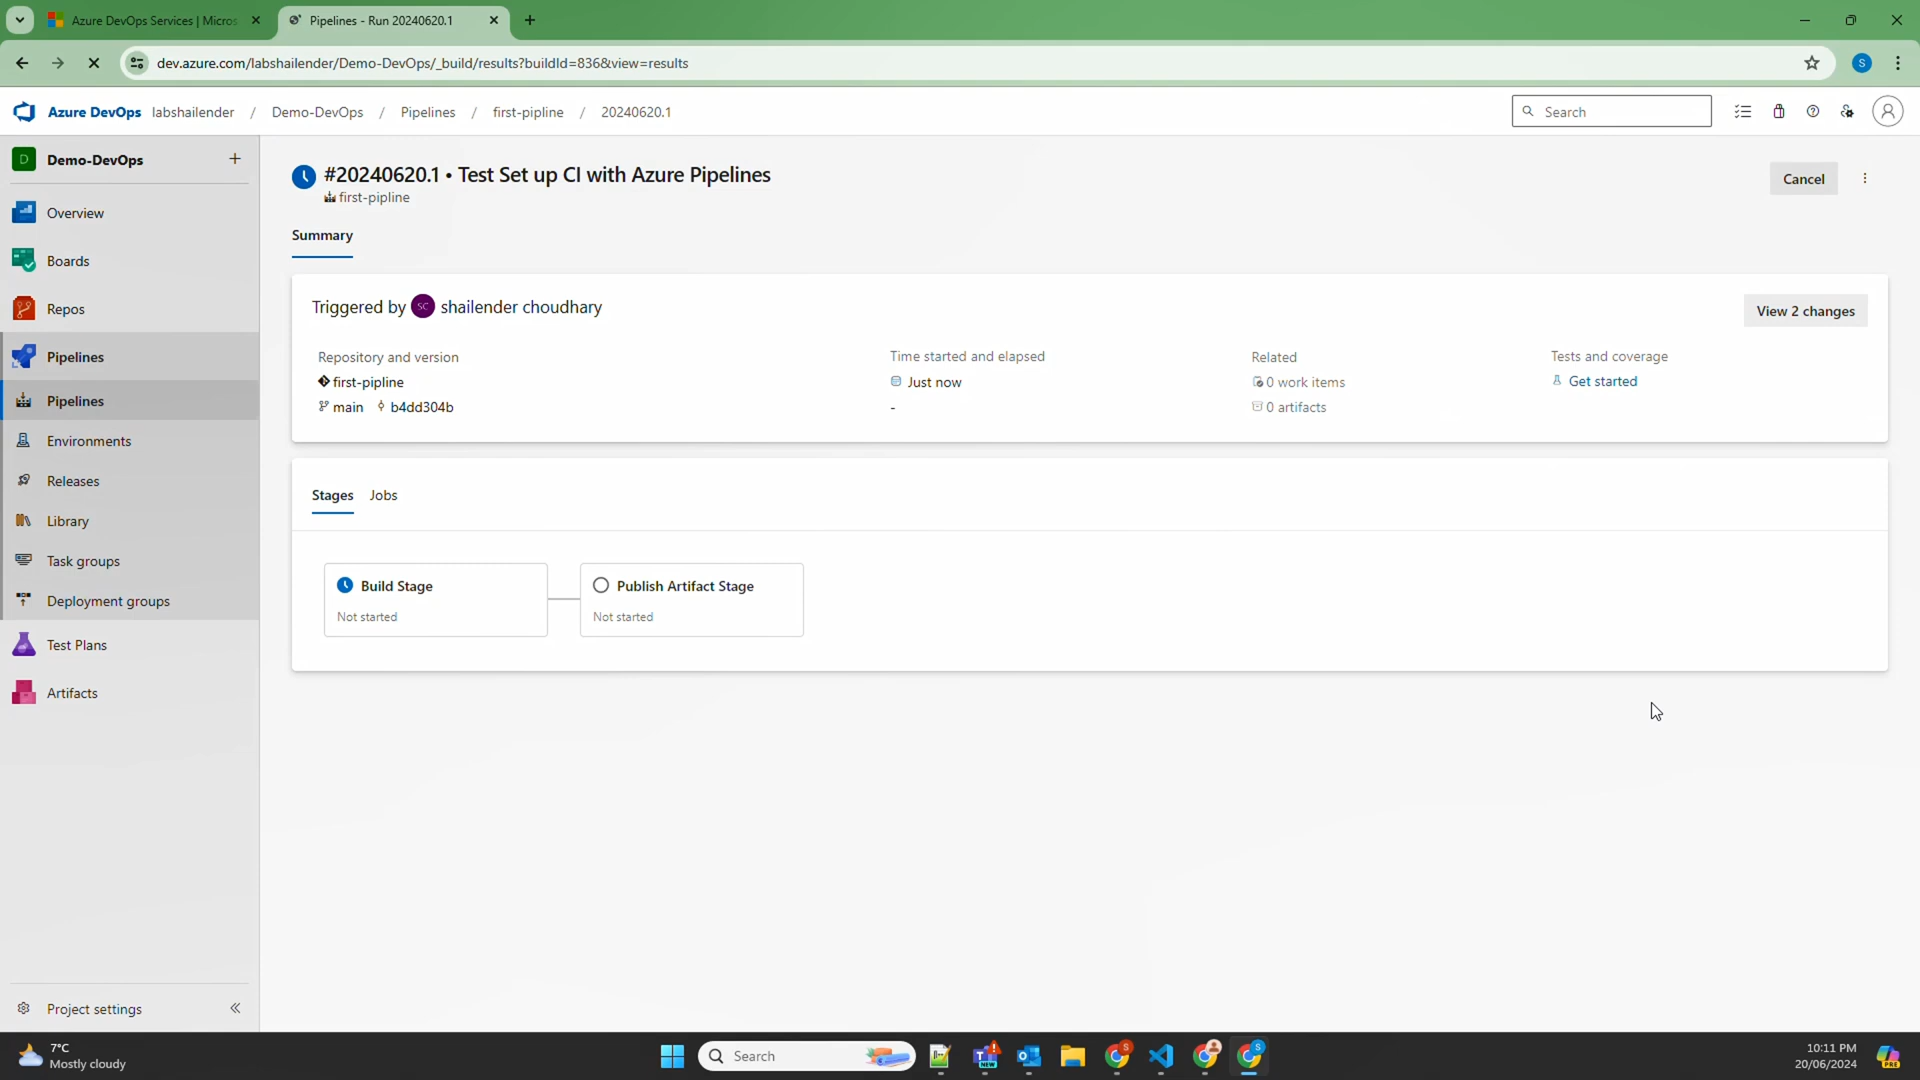 Azure DevOps Services | Micros
Pipelines - Run 20240620.1
dev.azure.com/labshailender/Demo-DevOps/_build/results?buildId=836&view=results
S
Azure DevOps labshailender / Demo-DevOps / Pipelines / first-pipline / 20240620.1
Search
D Demo-DevOps
Overview
Boards
Repos
Pipelines
Pipelines
Environments
Releases
Library
Task groups
Deployment groups
Test Plans
Artifacts
Project settings
#20240620.1 • Test Set up CI with Azure Pipelines
first-pipline
Cancel
Summary
Triggered by SC shailender choudhary
View 2 changes
Repository and version
first-pipline
main b4dd304b
Time started and elapsed
Just now
-
Related
0 work items
0 artifacts
Tests and coverage
Get started
Stages Jobs
Build Stage
Not started
Publish Artifact Stage
Not started
7°C
Mostly cloudy
Search
NEW
S
S
10:11 PM
20/06/2024
PRE